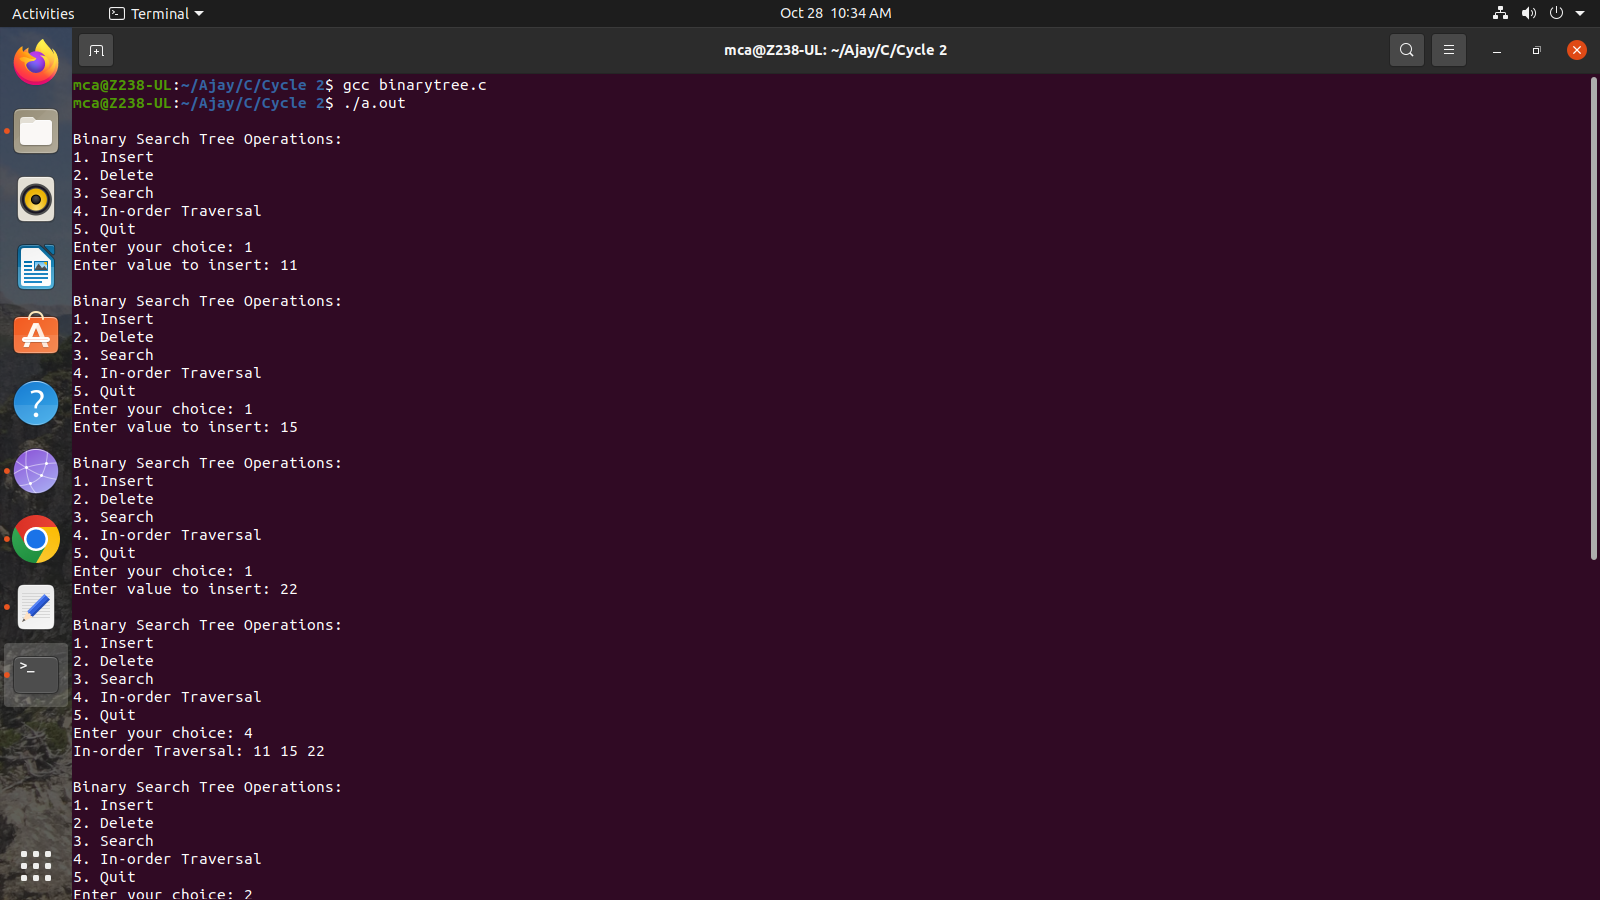 Activities Terminal Oct 28 10:34 AM
mca@Z238-UL: ~/Ajay/C/Cycle 2
mca@Z238-UL:~/Ajay/C/Cycle 2$ gcc binarytree.c
mca@Z238-UL:~/Ajay/C/Cycle 2$ ./a.out
Binary Search Tree Operations:
1. Insert
2. Delete
3. Search
4. In-order Traversal
5. Quit
Enter your choice: 1
Enter value to insert: 11
Binary Search Tree Operations:
1. Insert
2. Delete
3. Search
4. In-order Traversal
5. Quit
Enter your choice: 1
Enter value to insert: 15
Binary Search Tree Operations:
1. Insert
2. Delete
3. Search
4. In-order Traversal
5. Quit
Enter your choice: 1
Enter value to insert: 22
Binary Search Tree Operations:
1. Insert
2. Delete
3. Search
4. In-order Traversal
5. Quit
Enter your choice: 4
In-order Traversal: 11 15 22
Binary Search Tree Operations:
1. Insert
2. Delete
3. Search
4. In-order Traversal
5. Quit
Enter your choice: 2